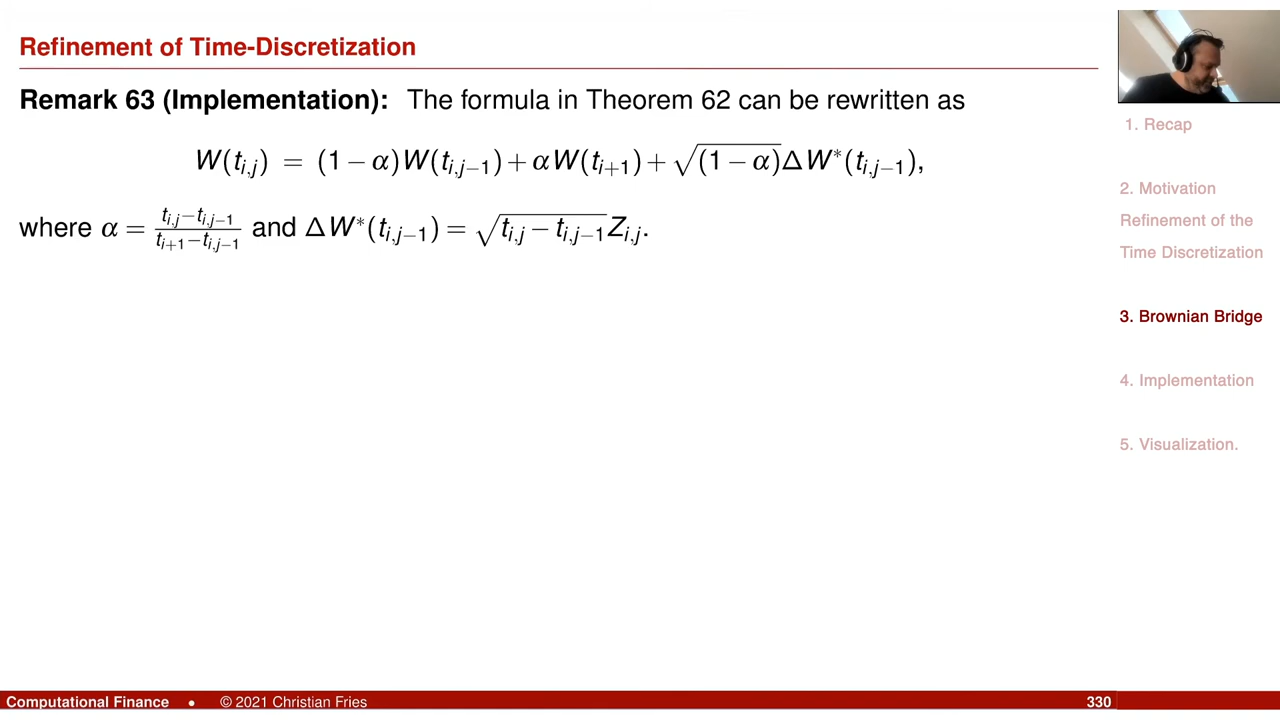 Refinement of Time-Discretization
Remark 63 (Implementation): The formula in Theorem 62 can be rewritten as
W(t_{i,j}) = (1 − α)W(t_{i,j−1}) + αW(t_{i+1}) + √(1 − α)ΔW*(t_{i,j−1}),
where α = \frac{t_{i,j}−t_{i,j−1}}{t_{i+1}−t_{i,j−1}} and ΔW*(t_{i,j−1}) = \sqrt{t_{i,j} − t_{i,j−1}}Z_{i,j}.
1. Recap
2. Motivation
Refinement of the
Time Discretization
3. Brownian Bridge
4. Implementation
5. Visualization.
Computational Finance • © 2021 Christian Fries 330